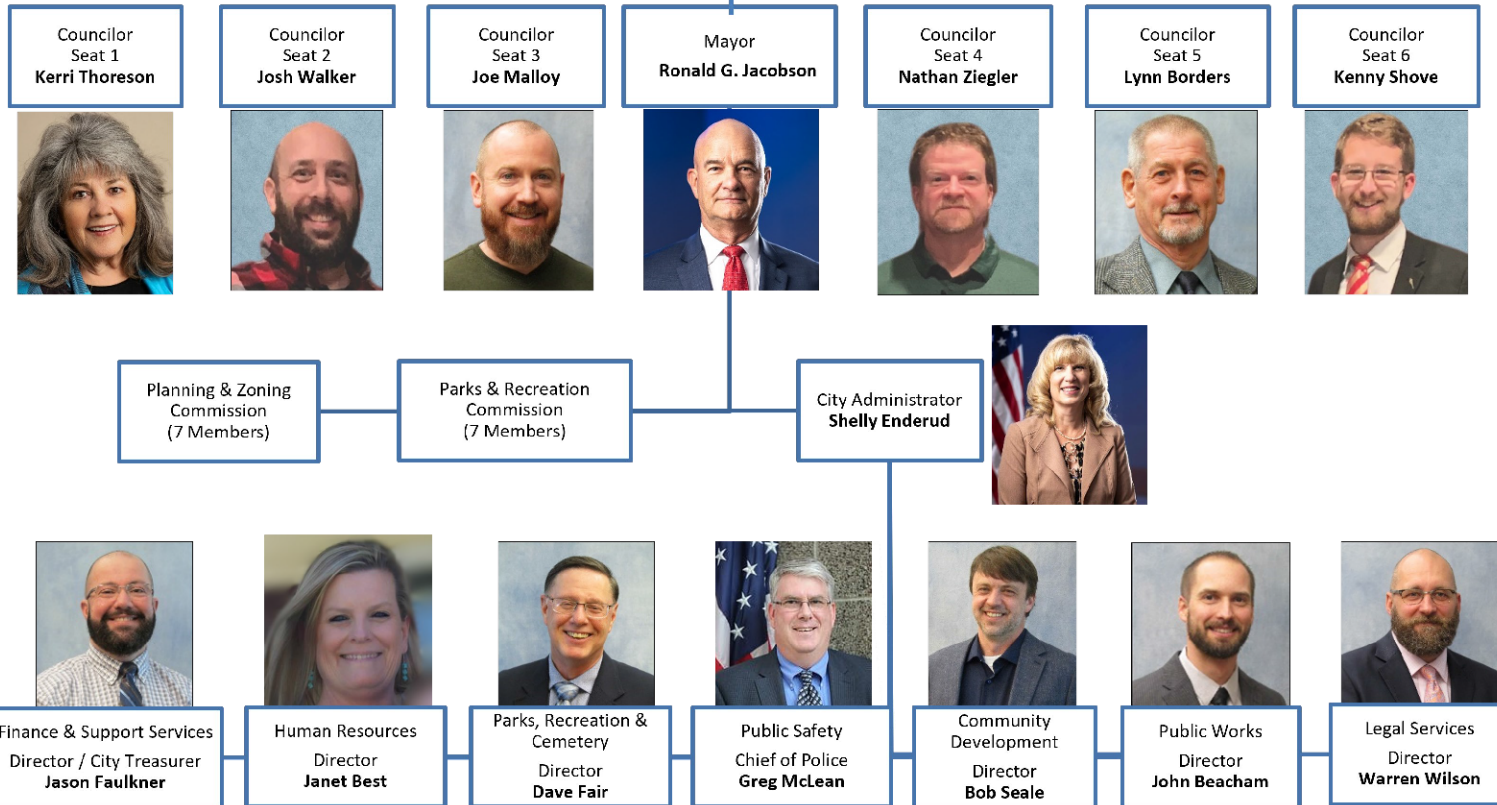 Councilor
Seat 1
Kerri Thoreson
Councilor
Seat 2
Josh Walker
Councilor
Seat 3
Joe Malloy
Mayor
Ronald G. Jacobson
Councilor
Seat 4
Nathan Ziegler
Councilor
Seat 5
Lynn Borders
Councilor
Seat 6
Kenny Shove
Planning & Zoning
Commission
(7 Members)
Parks & Recreation
Commission
(7 Members)
City Administrator
Shelly Enderud
Finance & Support Services
Director / City Treasurer
Jason Faulkner
Human Resources
Director
Janet Best
Parks, Recreation &
Cemetery
Director
Dave Fair
Public Safety
Chief of Police
Greg McLean
Community
Development
Director
Bob Seale
Public Works
Director
John Beacham
Legal Services
Director
Warren Wilson